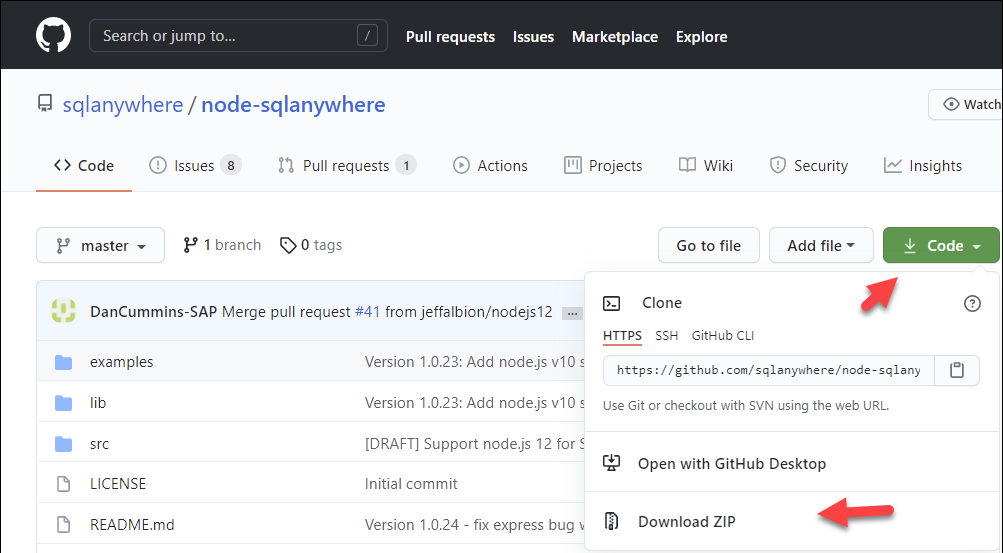 Search or jump to... /
Pull requests Issues Marketplace Explore
sqlanywhere / node-sqlanywhere
Watch
Code Issues 8 Pull requests 1 Actions Projects Wiki Security Insights
master 1 branch 0 tags Go to file Add file Code
DanCummins-SAP Merge pull request #41 from jeffalbion/nodejs12 ...
Clone
HTTPS SSH GitHub CLI
https://github.com/sqlanywhere/node-sqlany
Use Git or checkout with SVN using the web URL.
Open with GitHub Desktop
Download ZIP
examples Version 1.0.23: Add node.js v10 s
lib Version 1.0.23: Add node.js v10 s
src [DRAFT] Support node.js 12 for S
LICENSE Initial commit
README.md Version 1.0.24 - fix express bug w